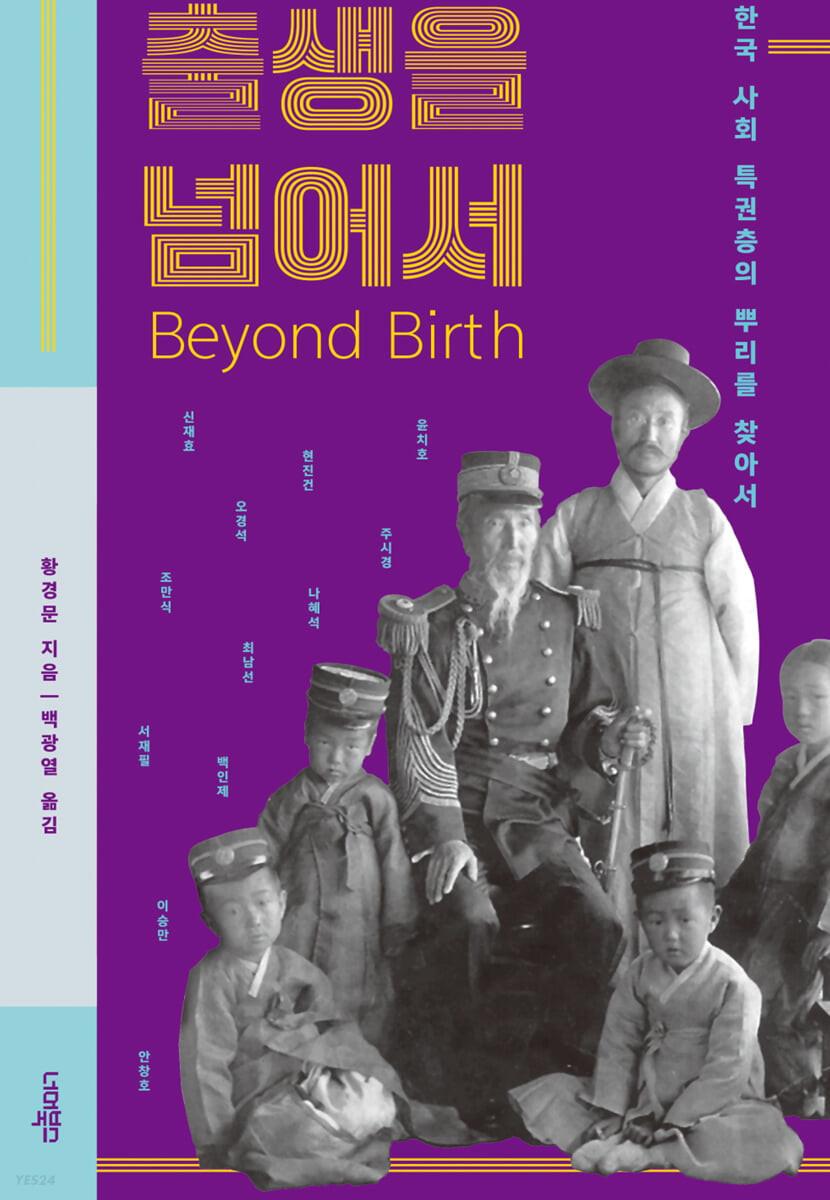 출생을
넘어서
Beyond Birth
한국 사회 특권층의 뿌리를 찾아서
신재효
윤치호
현진건
오경석
주시경
조만식
나혜석
최남선
서재필
백인제
이승만
안창호
황경문 지음 | 백광열 옮김
너머북스
YES24